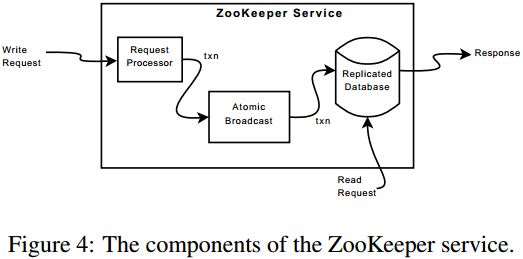 ZooKeeper Service
Write
Request
Request
Processor
txn
Atomic
Broadcast
txn
Replicated
Database
Response
Read
Request
Figure 4: The components of the ZooKeeper service.